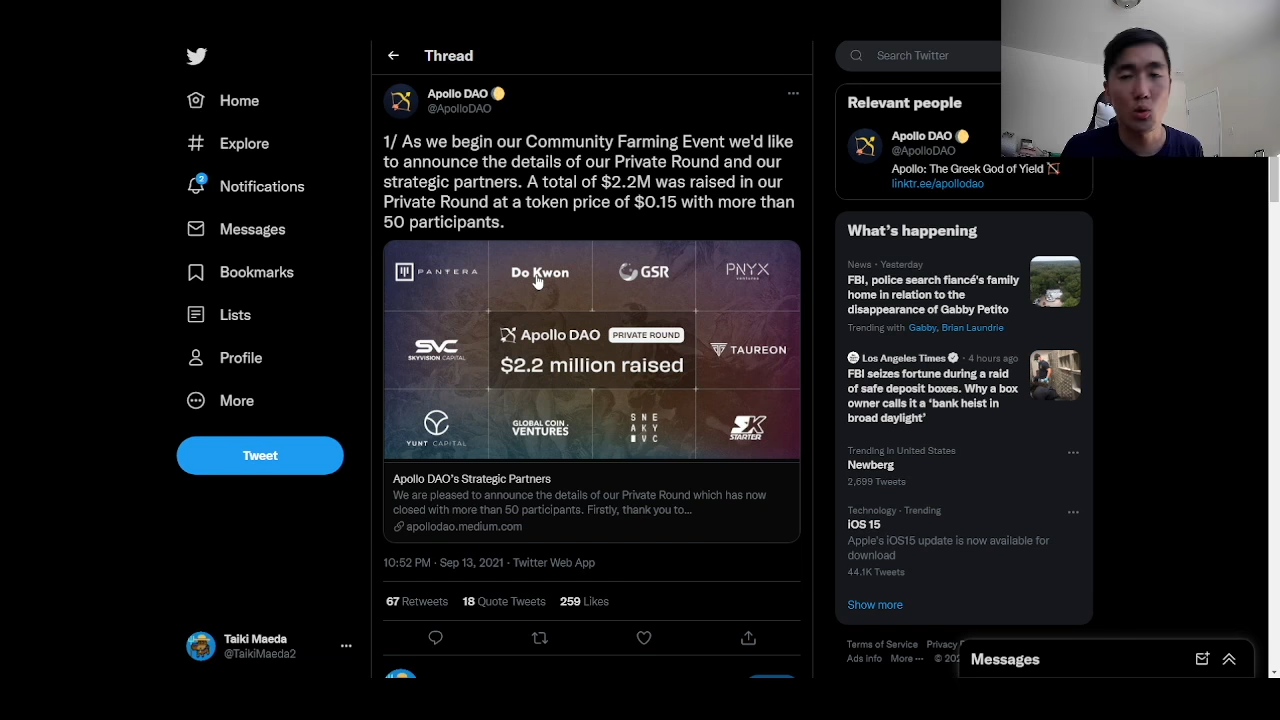 Home
Explore
2
Notifications
Messages
Bookmarks
Lists
Profile
More
Tweet
Taiki Maeda
@TaikiMaeda2
Thread
Apollo DAO
@ApolloDAO
1/ As we begin our Community Farming Event we'd like
to announce the details of our Private Round and our
strategic partners. A total of $2.2M was raised in our
Private Round at a token price of $0.15 with more than
50 participants.
PANTERA
Do Kwon
GSR
PNYX
VENTURES
SVC
SKYVISION CAPITAL
Apollo DAO PRIVATE ROUND
$2.2 million raised
TAUREON
YUNT CAPITAL
GLOBAL COIN
VENTURES
SNE
AKY
VC
SK
STARTER
Apollo DAO's Strategic Partners
We are pleased to announce the details of our Private Round which has now
closed with more than 50 participants. Firstly, thank you to...
apollodao.medium.com
10:52 PM · Sep 13, 2021 · Twitter Web App
67 Retweets 18 Quote Tweets 259 Likes
Search Twitter
Relevant people
Apollo DAO
@ApolloDAO
Apollo: The Greek God of Yield
linktr.ee/apollodao
What's happening
News · Yesterday
FBI, police search fiancé's family
home in relation to the
disappearance of Gabby Petito
Trending with Gabby, Brian Laundrie
Los Angeles Times · 4 hours ago
FBI seizes fortune during a raid
of safe deposit boxes. Why a box
owner calls it a 'bank heist in
broad daylight'
Trending in United States
Newberg
2,699 Tweets
Technology · Trending
iOS 15
Apple's iOS15 update is now available for
download
44.1K Tweets
Show more
Terms of Service Privacy
Ads info More ··· © 202
Messages